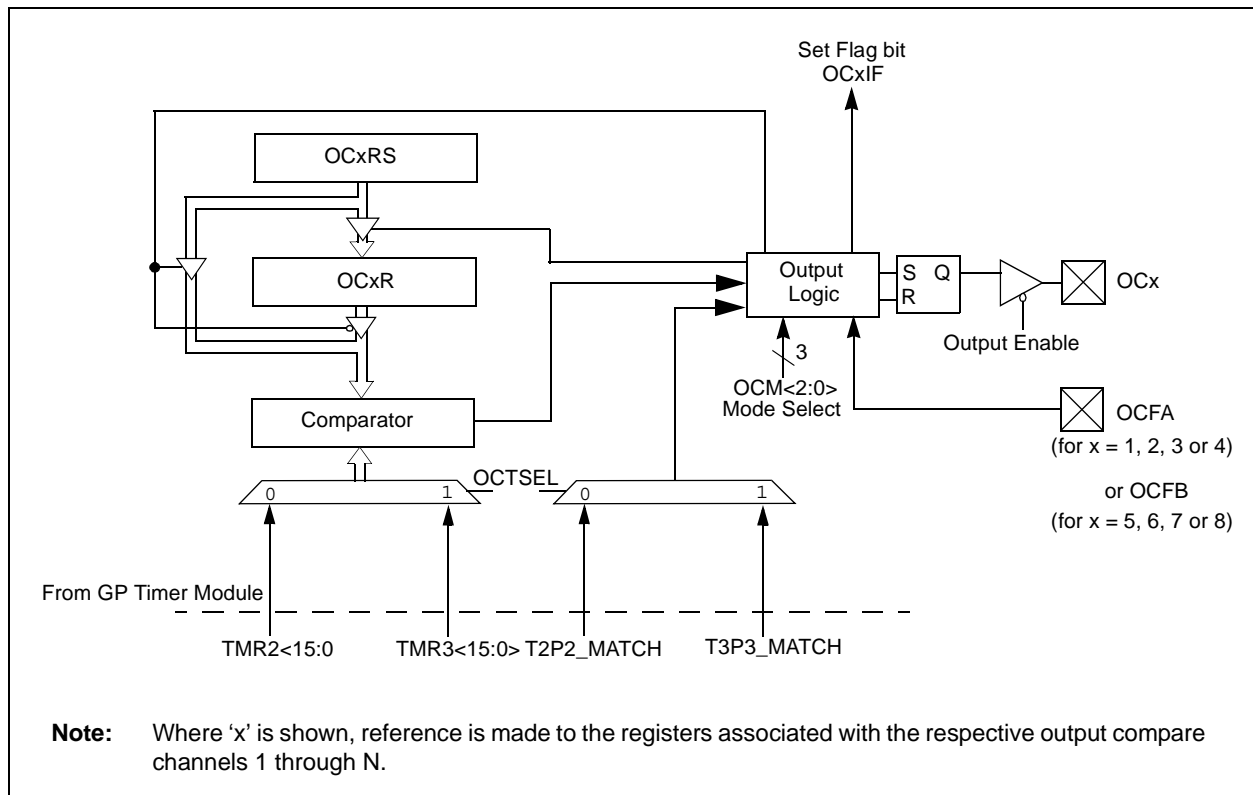 Set Flag bit
OCxIF
OCxRS
OCxR
Output
Logic
S Q
R
OCx
Output Enable
3
OCM<2:0>
Mode Select
Comparator
OCFA
(for x = 1, 2, 3 or 4)
or OCFB
(for x = 5, 6, 7 or 8)
0 1 OCTSEL 0 1
From GP Timer Module
TMR2<15:0 TMR3<15:0> T2P2_MATCH T3P3_MATCH
Note: Where ‘x’ is shown, reference is made to the registers associated with the respective output compare
channels 1 through N.